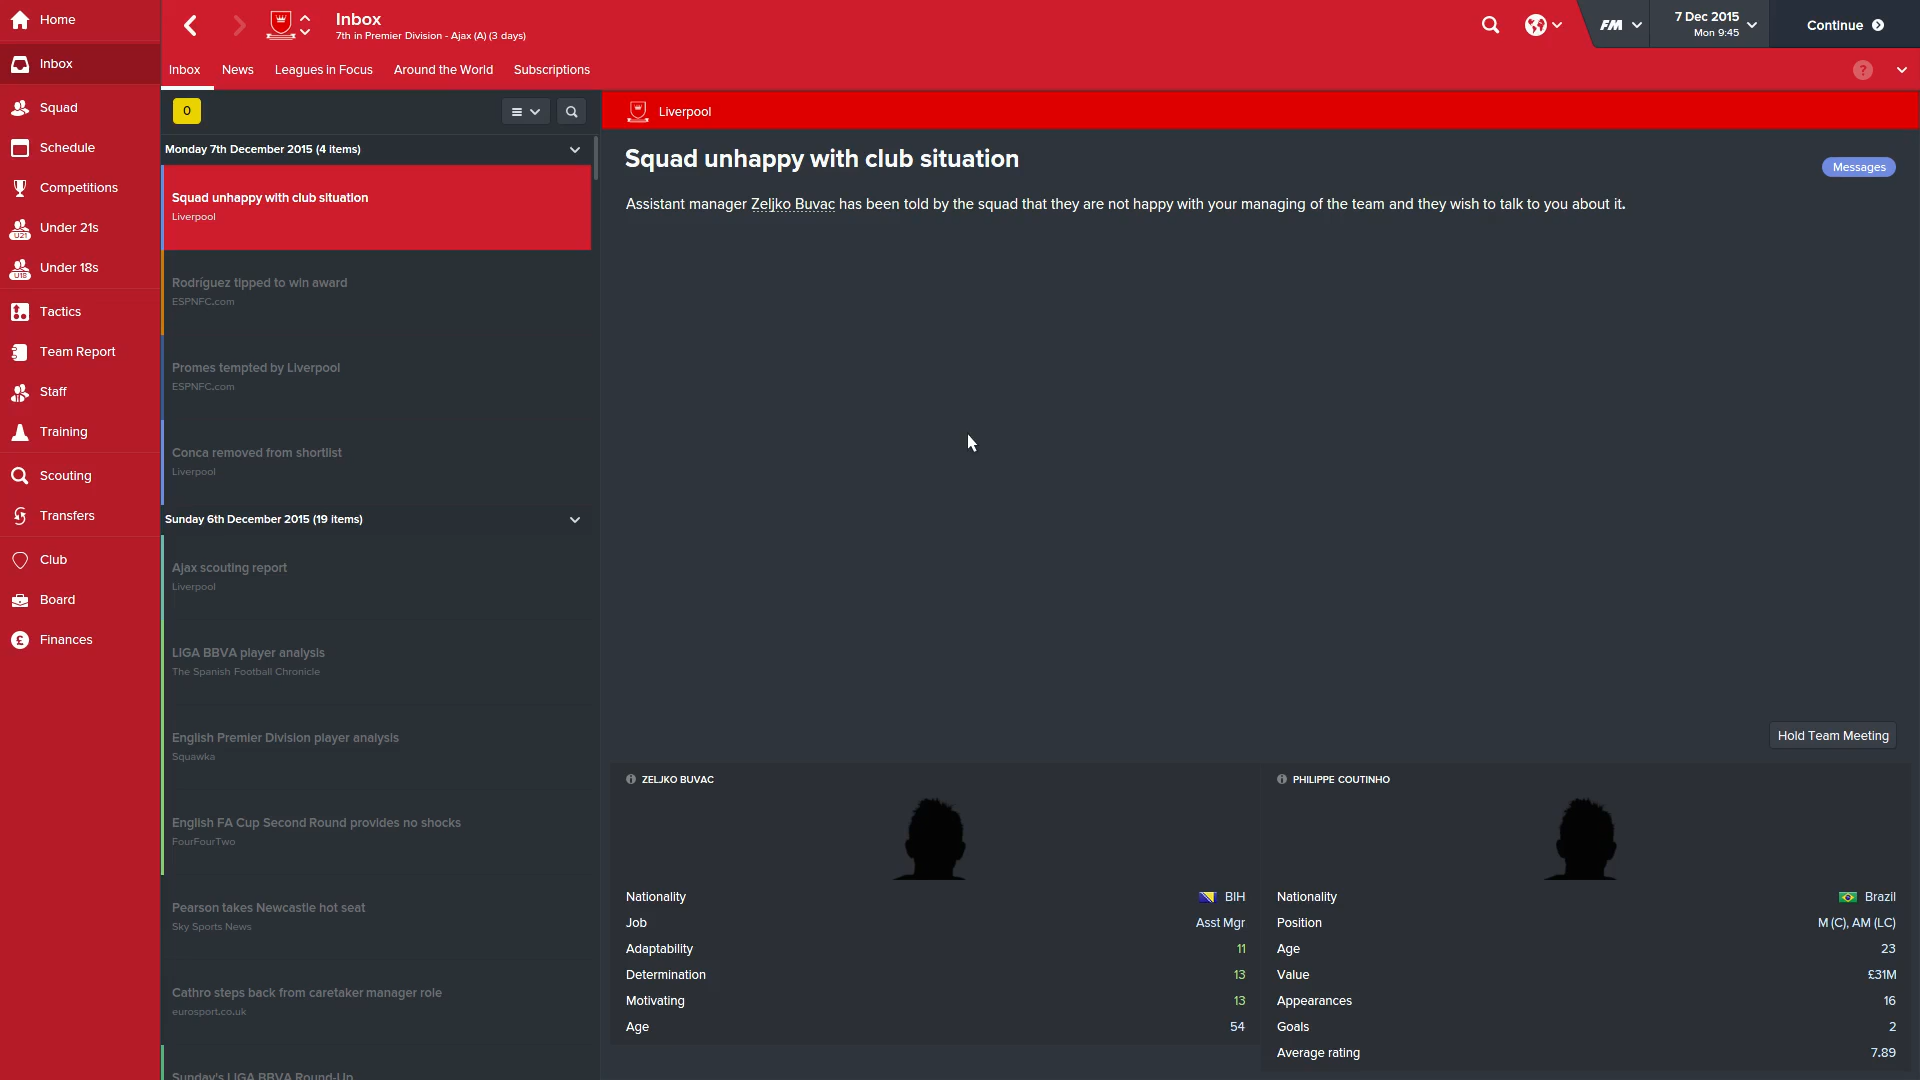 Home
Inbox
Squad
Schedule
Competitions
U21
Under 21s
U18
Under 18s
Tactics
Team Report
Staff
Training
Scouting
Transfers
Club
Board
£
Finances
Inbox
7th in Premier Division - Ajax (A) (3 days)
FM
7 Dec 2015
Mon 9:45
Continue
Inbox
News
Leagues in Focus
Around the World
Subscriptions
?
0
Monday 7th December 2015 (4 items)
Squad unhappy with club situation
Liverpool
Rodríguez tipped to win award
ESPNFC.com
Promes tempted by Liverpool
ESPNFC.com
Conca removed from shortlist
Liverpool
Sunday 6th December 2015 (19 items)
Ajax scouting report
Liverpool
LIGA BBVA player analysis
The Spanish Football Chronicle
English Premier Division player analysis
Squawka
English FA Cup Second Round provides no shocks
FourFourTwo
Pearson takes Newcastle hot seat
Sky Sports News
Cathro steps back from caretaker manager role
eurosport.co.uk
Sunday's LIGA BBVA Round-Up
Liverpool
Squad unhappy with club situation
Messages
Assistant manager Zeljko Buvac has been told by the squad that they are not happy with your managing of the team and they wish to talk to you about it.
Hold Team Meeting
ZELJKO BUVAC
Nationality BIH
Job Asst Mgr
Adaptability 11
Determination 13
Motivating 13
Age 54
PHILIPPE COUTINHO
Nationality Brazil
Position M (C), AM (LC)
Age 23
Value £31M
Appearances 16
Goals 2
Average rating 7.89